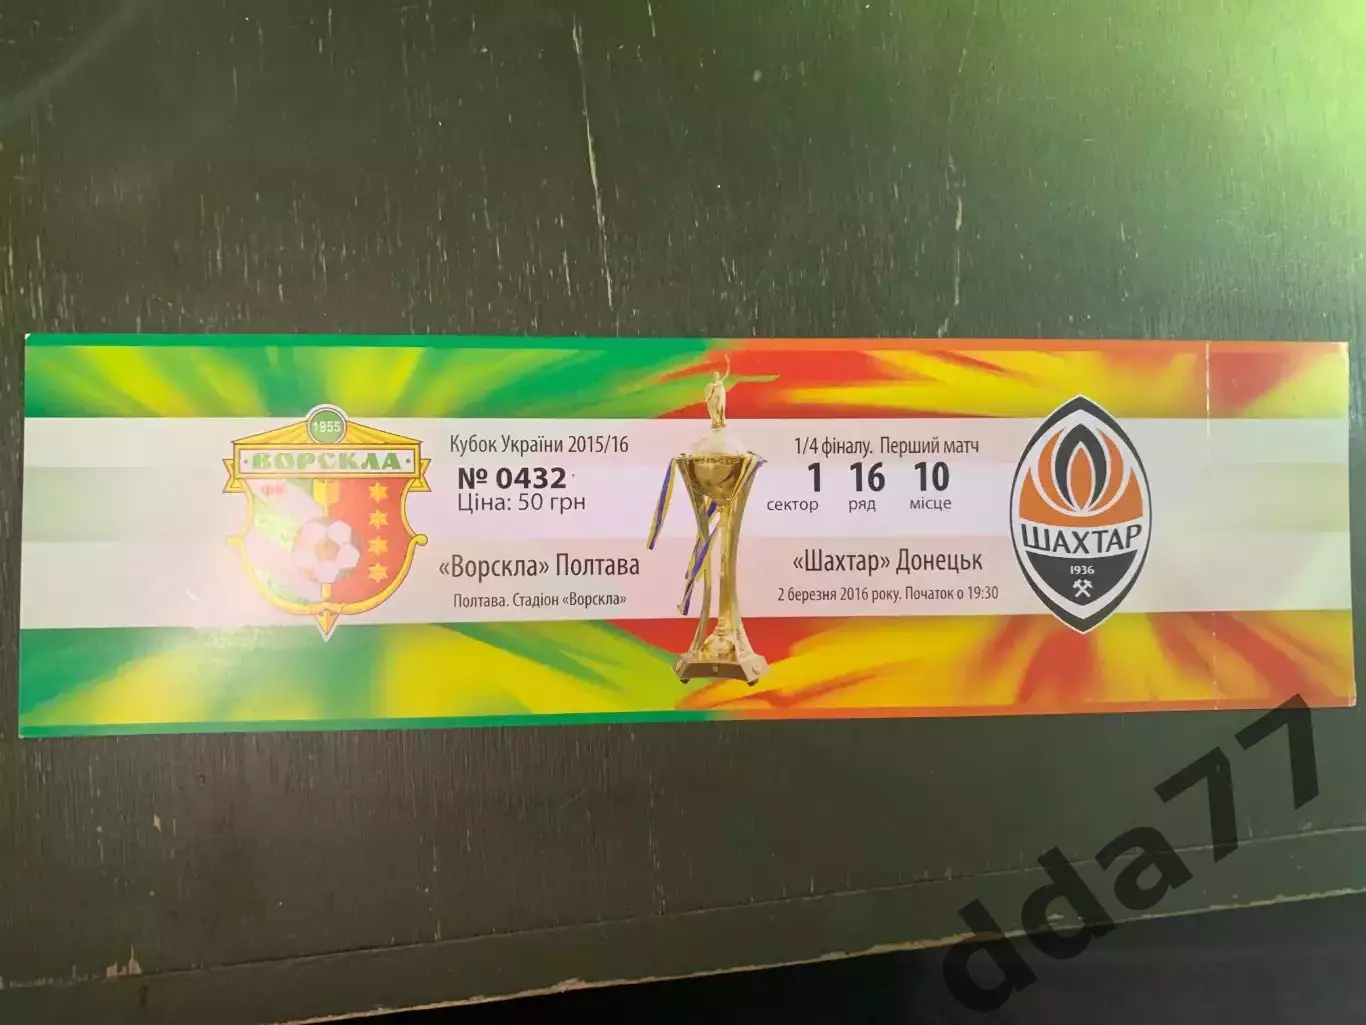 1955
ВОРСКЛА
ФК
Кубок України 2015/16
№ 0432
Ціна: 50 грн
«Ворскла» Полтава
Полтава. Стадіон «Ворскла»
1/4 фіналу. Перший матч
1 16 10
сектор ряд місце
«Шахтар» Донецьк
2 березня 2016 року. Початок о 19:30
ШАХТАР
1936
dda77